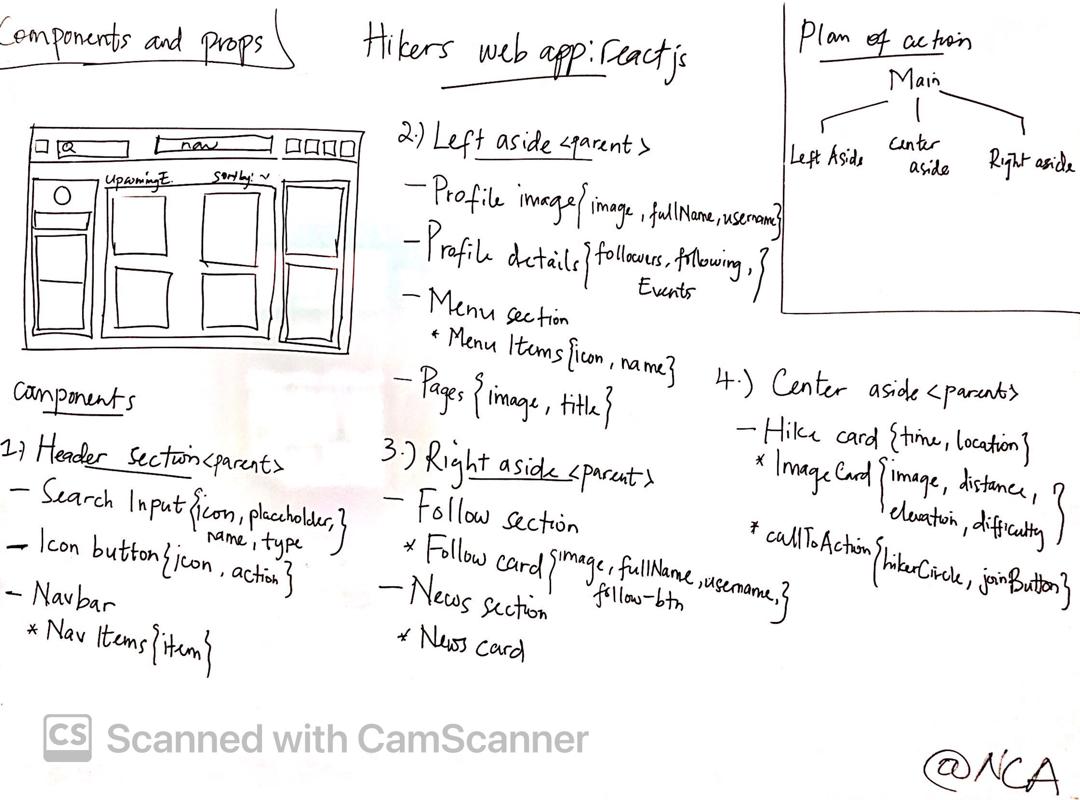 Components and props
Hikers web app: react js
Plan of action
Main
Left Aside
center
aside
Right aside
nav
Upcoming E.
Sort by: ~
components
1.) Header section <parent>
- Search Input {icon, placeholder,
name, type}
- Icon button {icon, action}
- Navbar
* Nav Items {item}
2.) Left aside <parent>
- Profile image {image, fullName, username}
- Profile details {followers, following,
Events}
- Menu section
* Menu Items {icon, name}
- Pages {image, title}
3.) Right aside <parent>
- Follow section
* Follow card {image, fullName, username,
follow-btn}
- News section
* News card
4.) Center aside <parent>
- Hike card {time, location}
* ImageCard {image, distance,
elevation, difficulty}
* callToAction {hikerCircle, joinButton}
CS Scanned with CamScanner
@NCA